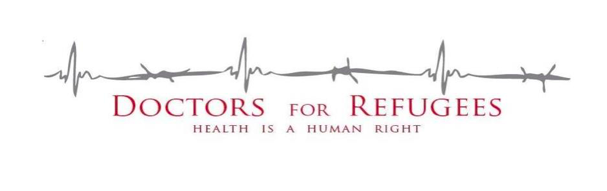 DOCTORS FOR REFUGEES
HEALTH IS A HUMAN RIGHT